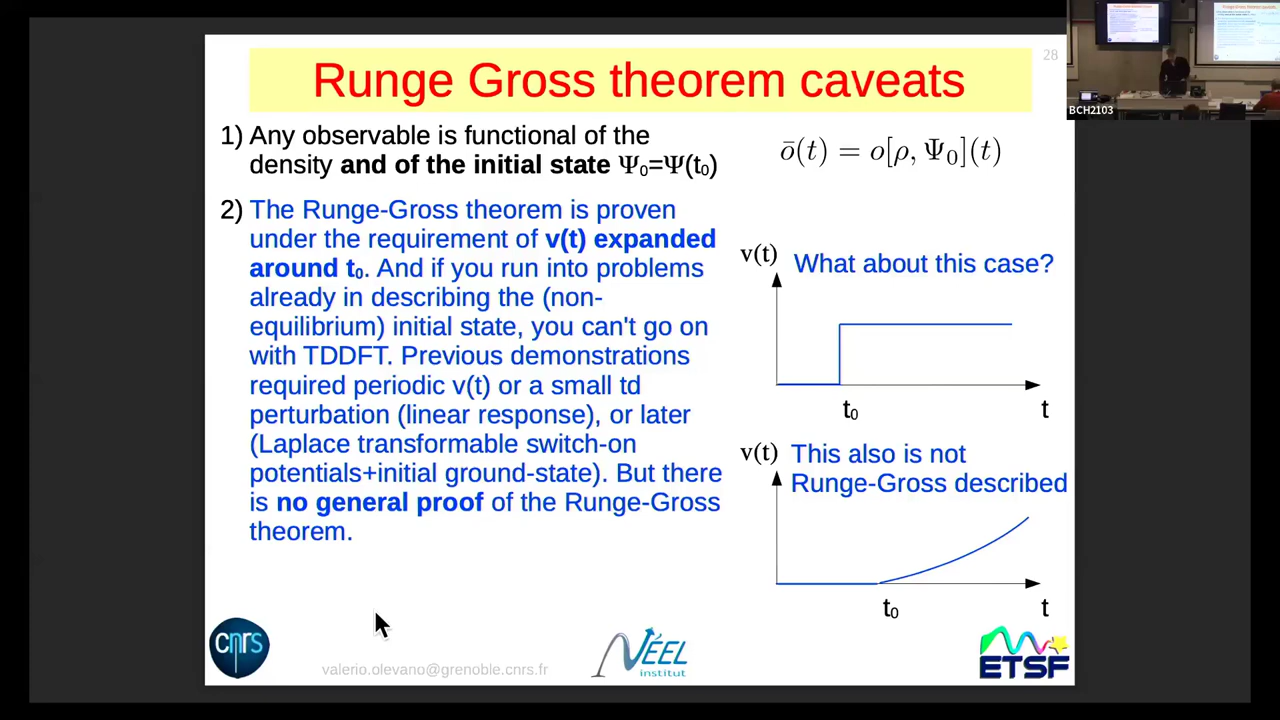 Runge Gross theorem caveats
28
BCH2103
1) Any observable is functional of the
density and of the initial state Ψ₀=Ψ(t₀)
ō(t) = o[ρ, Ψ₀](t)
2) The Runge-Gross theorem is proven
under the requirement of v(t) expanded
around t₀. And if you run into problems
already in describing the (non-
equilibrium) initial state, you can't go on
with TDDFT. Previous demonstrations
required periodic v(t) or a small td
perturbation (linear response), or later
(Laplace transformable switch-on
potentials+initial ground-state). But there
is no general proof of the Runge-Gross
theorem.
v(t)
What about this case?
t₀
t
v(t)
This also is not
Runge-Gross described
t₀
t
cnrs
valerio.olevano@grenoble.cnrs.fr
NÉEL
institut
ETSF